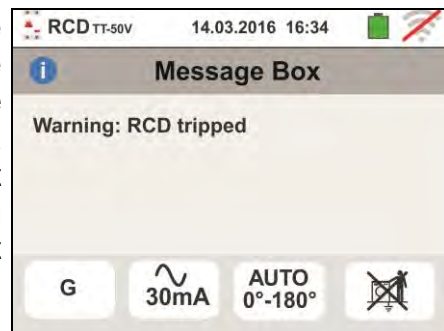 RCD TT-50V 14.03.2016 16:34
Message Box
Warning: RCD tripped
G
30mA
AUTO
0°-180°